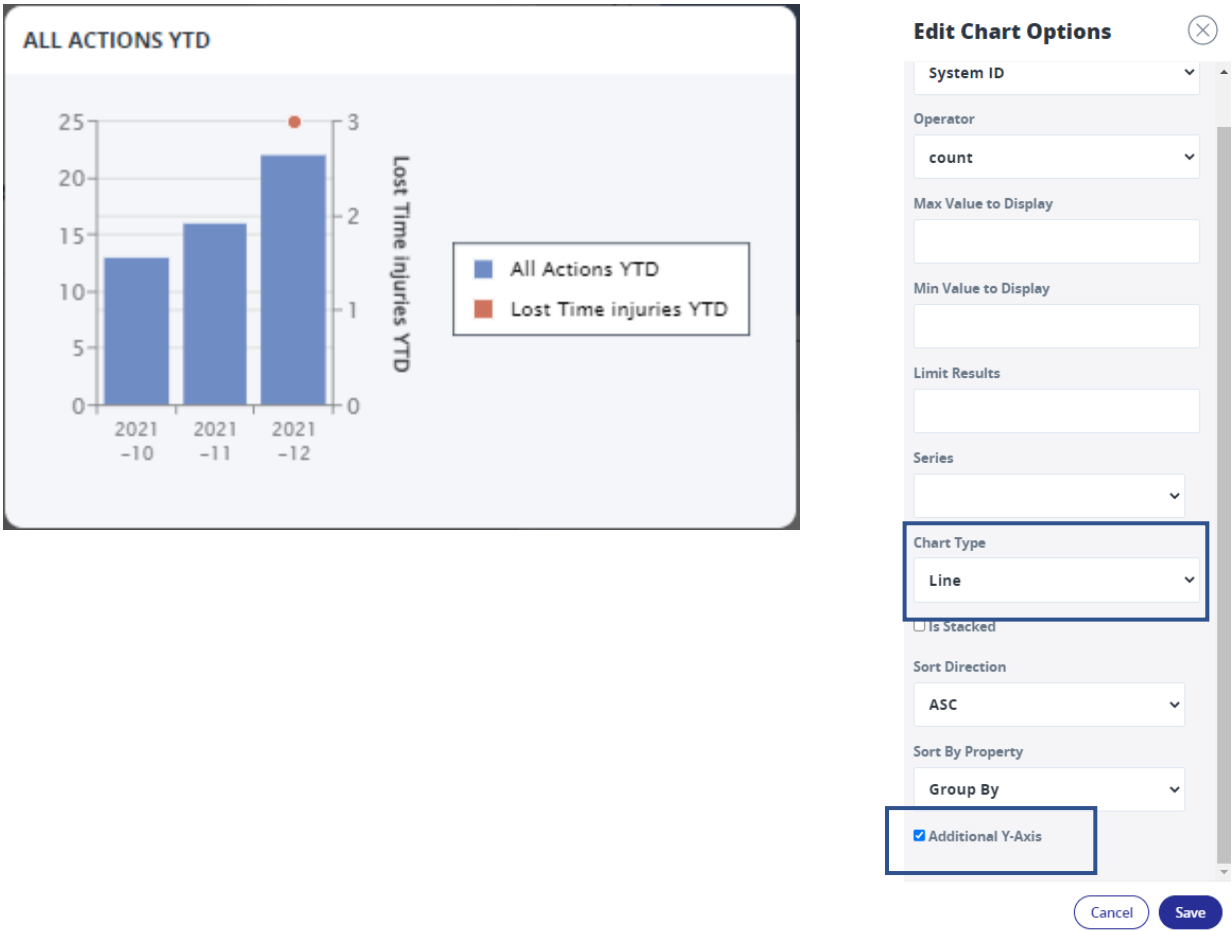 ALL ACTIONS YTD
25
20
15
10
5
0
3
2
1
0
Lost Time injuries YTD
2021
-10
2021
-11
2021
-12
All Actions YTD
Lost Time injuries YTD
Edit Chart Options
System ID
Operator
count
Max Value to Display
Min Value to Display
Limit Results
Series
Chart Type
Line
Is Stacked
Sort Direction
ASC
Sort By Property
Group By
Additional Y-Axis
Cancel
Save